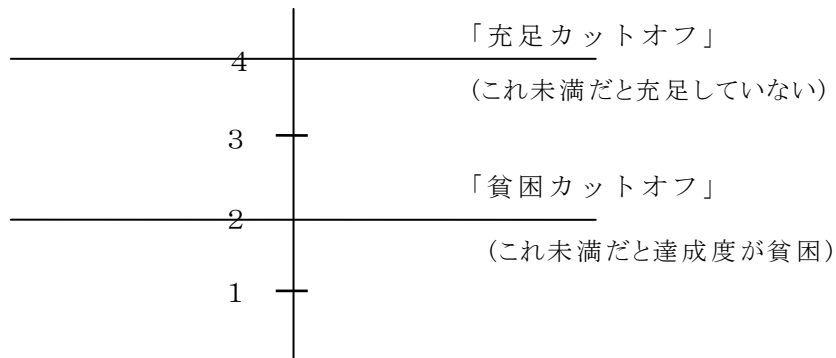 「充足カットオフ」
4
(これ未満だと充足していない)
3
「貧困カットオフ」
2
(これ未満だと達成度が貧困)
1